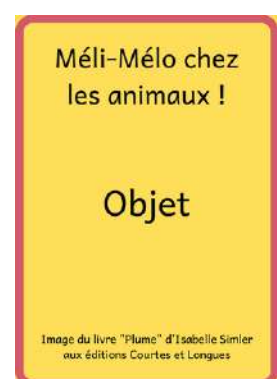 Méli-Mélo chez
les animaux !
Objet
Image du livre "Plume" d'Isabelle Simler
aux éditions Courtes et Longues